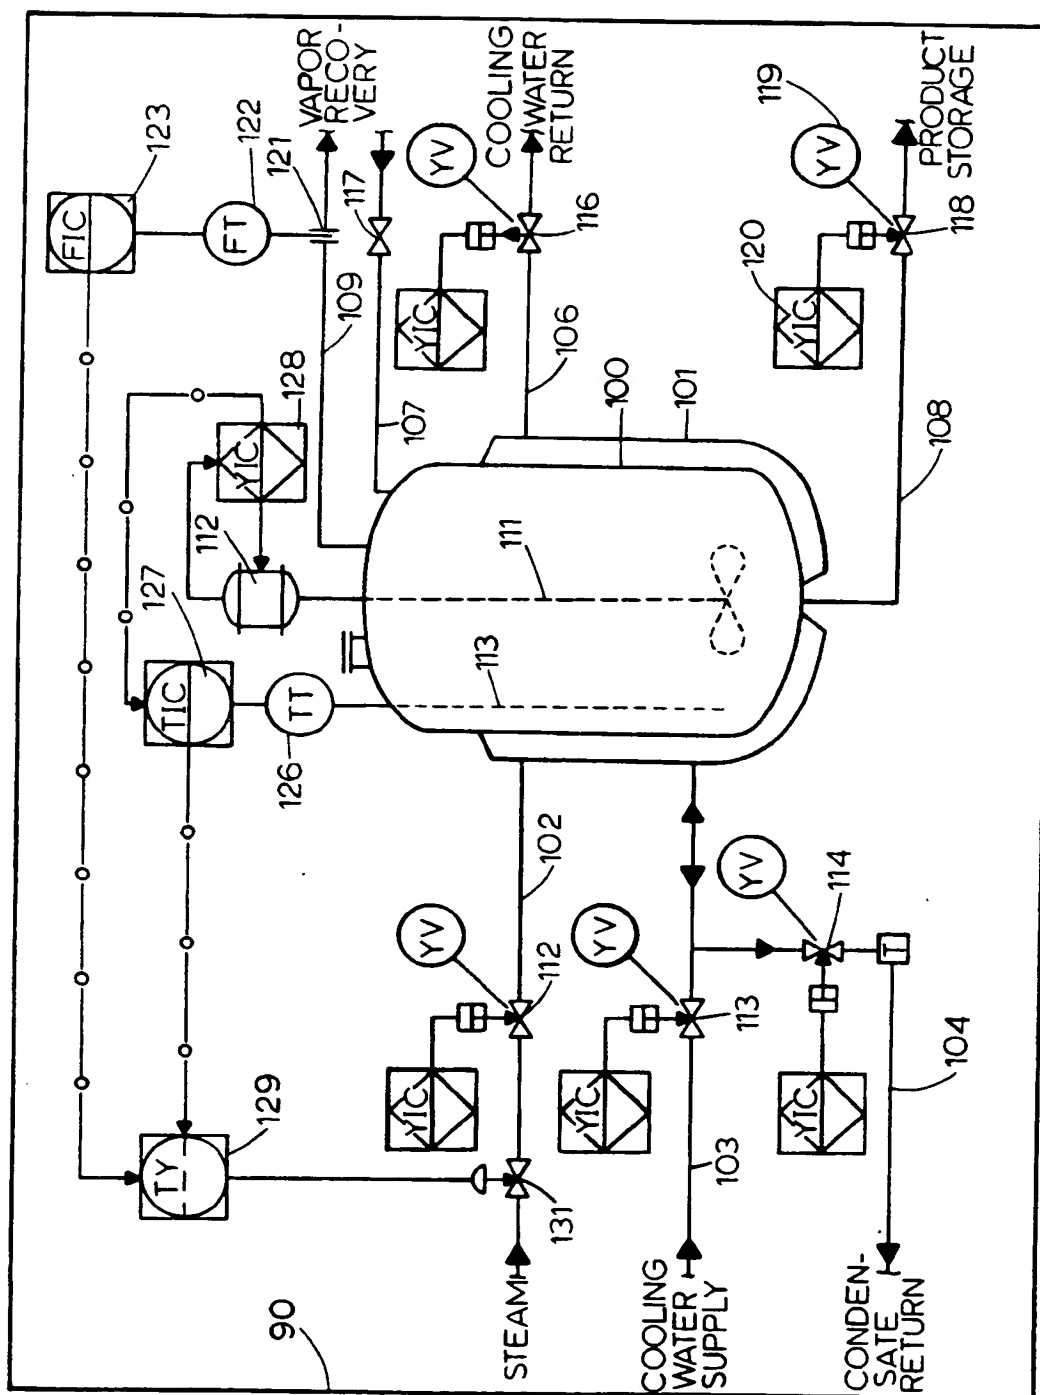 FIC
123
FT
122
121
VAPOR
RECO-
VERY
109
117
107
YIC
128
112
127
TIC
TT
126
TY
129
YIC
YV
COOLING
WATER
RETURN
116
106
100
101
111
113
YIC
YV
102
112
131
STEAM
YIC
120
YV
119
PRODUCT
STORAGE
118
108
YIC
YV
113
103
COOLING
WATER
SUPPLY
YIC
YV
114
T
104
CONDEN-
SATE
RETURN
90